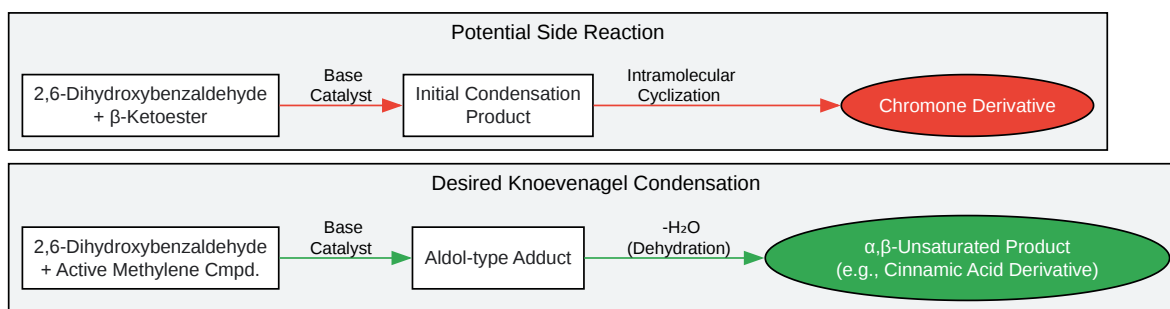 Potential Side Reaction
2,6-Dihydroxybenzaldehyde
+ β-Ketoester
Base
Catalyst
Initial Condensation
Product
Intramolecular
Cyclization
Chromone Derivative
Desired Knoevenagel Condensation
2,6-Dihydroxybenzaldehyde
+ Active Methylene Cmpd.
Base
Catalyst
Aldol-type Adduct
-H₂O
(Dehydration)
α,β-Unsaturated Product
(e.g., Cinnamic Acid Derivative)